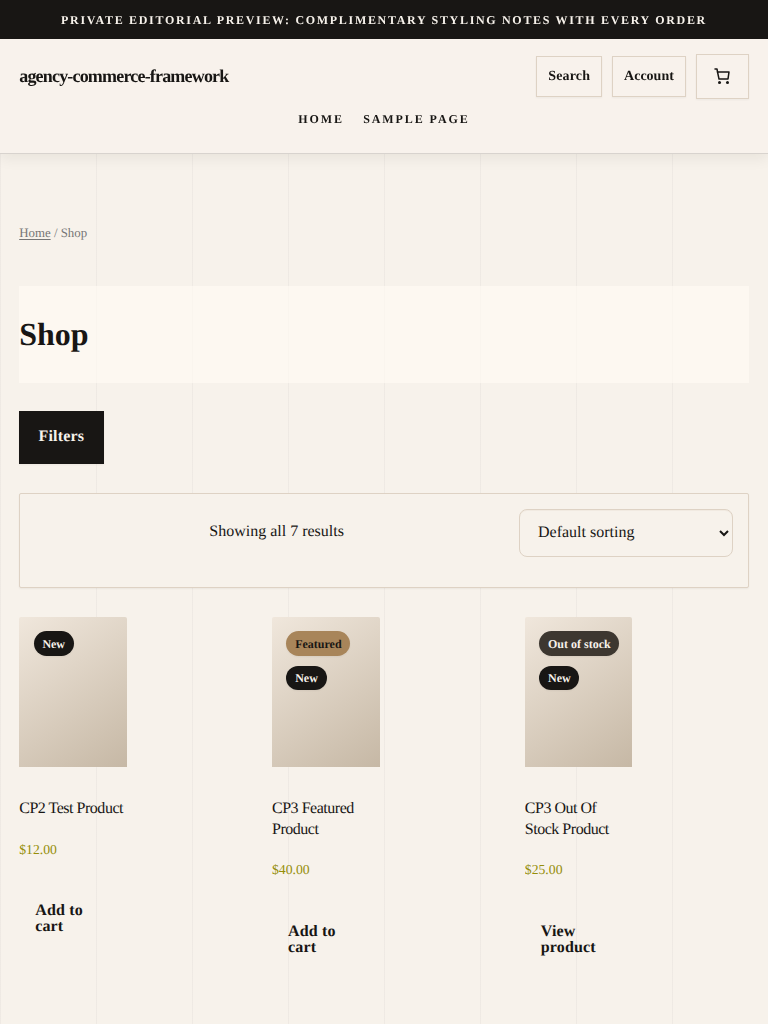 PRIVATE EDITORIAL PREVIEW: COMPLIMENTARY STYLING NOTES WITH EVERY ORDER
agency-commerce-framework
Search
Account
HOME
SAMPLE PAGE
Home / Shop
Shop
Filters
Showing all 7 results
Default sorting
New
CP2 Test Product
$12.00
Add to
cart
Featured
New
CP3 Featured
Product
$40.00
Add to
cart
Out of stock
New
CP3 Out Of
Stock Product
$25.00
View
product